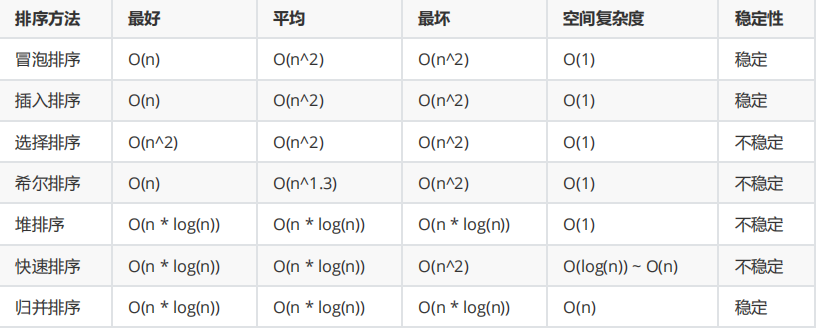 排序方法 最好 平均 最坏 空间复杂度 稳定性
冒泡排序 O(n) O(n^2) O(n^2) O(1) 稳定
插入排序 O(n) O(n^2) O(n^2) O(1) 稳定
选择排序 O(n^2) O(n^2) O(n^2) O(1) 不稳定
希尔排序 O(n) O(n^1.3) O(n^2) O(1) 不稳定
堆排序 O(n * log(n)) O(n * log(n)) O(n * log(n)) O(1) 不稳定
快速排序 O(n * log(n)) O(n * log(n)) O(n^2) O(log(n)) ~ O(n) 不稳定
归并排序 O(n * log(n)) O(n * log(n)) O(n * log(n)) O(n) 稳定